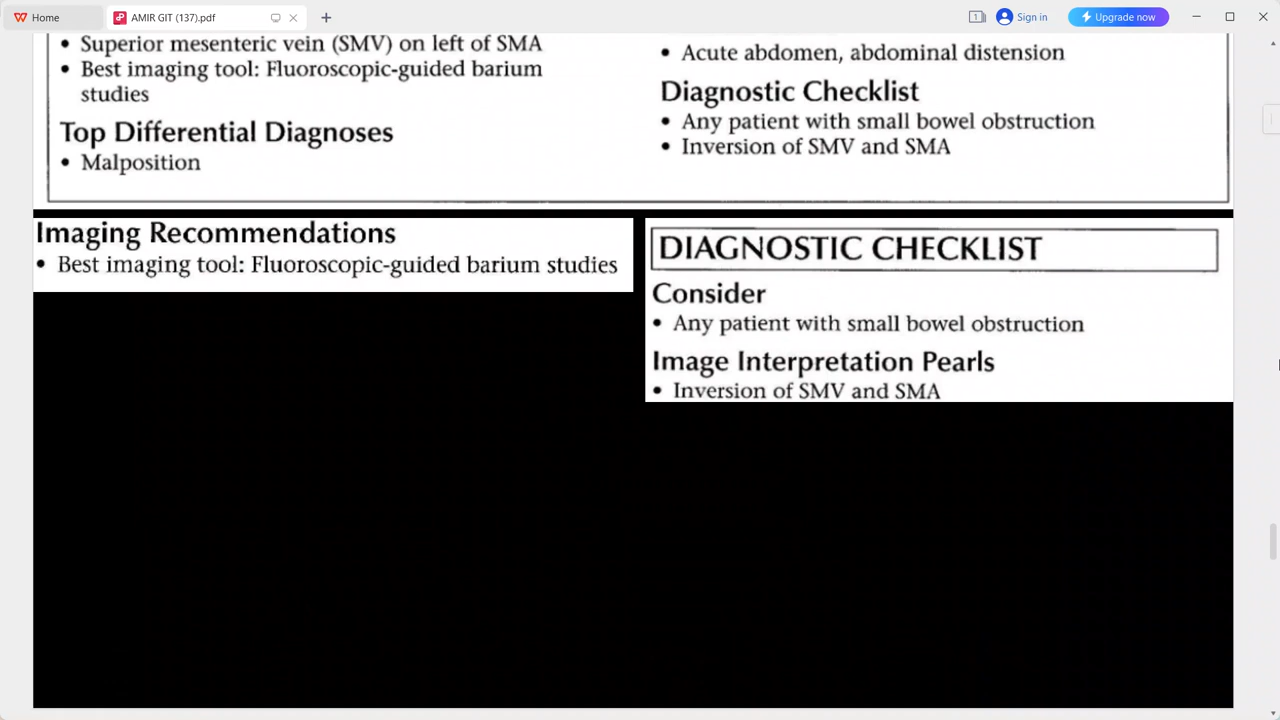 Home
AMIR GIT (137).pdf
Sign in
Upgrade now
• Superior mesenteric vein (SMV) on left of SMA
• Best imaging tool: Fluoroscopic-guided barium
studies
Top Differential Diagnoses
• Malposition
• Acute abdomen, abdominal distension
Diagnostic Checklist
• Any patient with small bowel obstruction
• Inversion of SMV and SMA
Imaging Recommendations
• Best imaging tool: Fluoroscopic-guided barium studies
DIAGNOSTIC CHECKLIST
Consider
• Any patient with small bowel obstruction
Image Interpretation Pearls
• Inversion of SMV and SMA